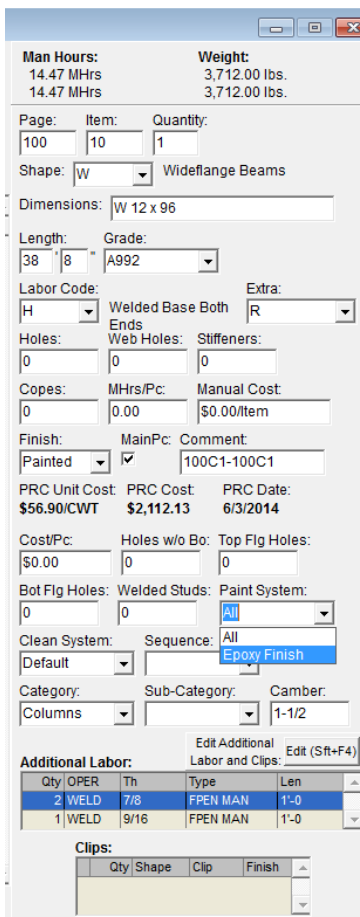 Man Hours: Weight:
14.47 MHrs 3,712.00 lbs.
14.47 MHrs 3,712.00 lbs.
Page: Item: Quantity:
100 10 1
Shape: W Wideflange Beams
Dimensions: W 12 x 96
Length: Grade:
38 ' 8 " A992
Labor Code: Extra:
H Welded Base Both Ends R
Holes: Web Holes: Stiffeners:
0 0 0
Copes: MHrs/Pc: Manual Cost:
0 0.00 $0.00/Item
Finish: MainPc: Comment:
Painted 100C1-100C1
PRC Unit Cost: PRC Cost: PRC Date:
$56.90/CWT $2,112.13 6/3/2014
Cost/Pc: Holes w/o Bo: Top Flg Holes:
$0.00 0 0
Bot Flg Holes: Welded Studs: Paint System:
0 0 All
Clean System: Sequence: All
Default Epoxy Finish
Category: Sub-Category: Camber:
Columns 1-1/2
Additional Labor: Edit Additional Labor and Clips: Edit (Sft+F4)
Qty OPER Th Type Len
2 WELD 7/8 FPEN MAN 1'-0
1 WELD 9/16 FPEN MAN 1'-0
Clips:
Qty Shape Clip Finish